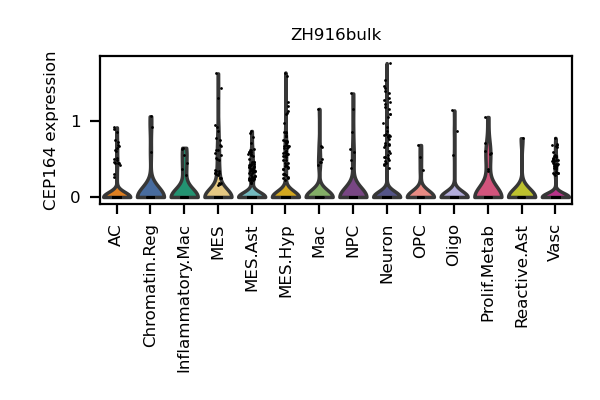 ZH916bulk
CEP164 expression
1
0
AC
Chromatin.Reg
Inflammatory.Mac
MES
MES.Ast
MES.Hyp
Mac
NPC
Neuron
OPC
Oligo
Prolif.Metab
Reactive.Ast
Vasc